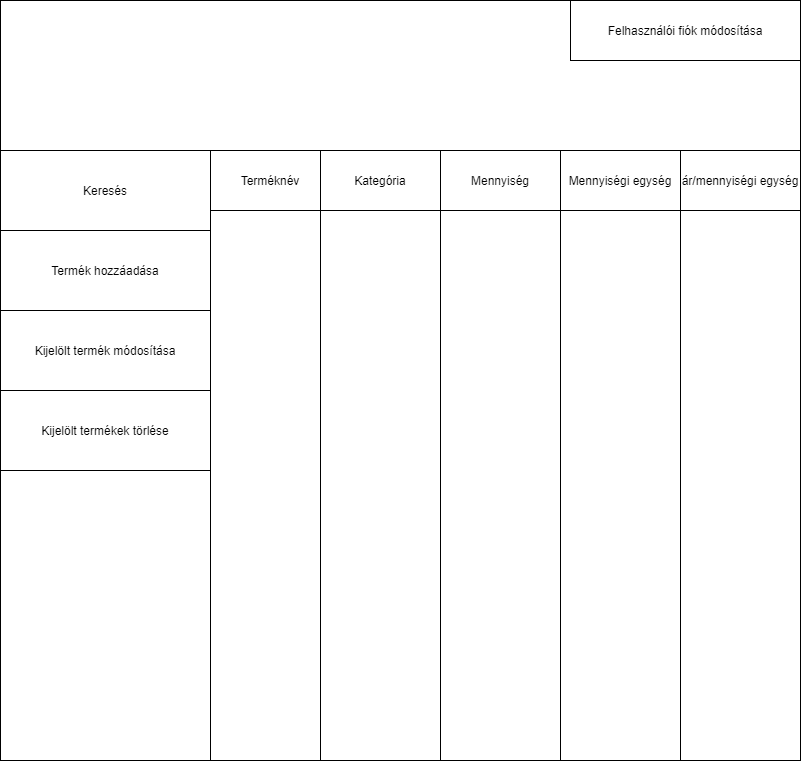 Felhasználói fiók módosítása
Keresés
Terméknév
Kategória
Mennyiség
Mennyiségi egység
ár/mennyiségi egység
Termék hozzáadása
Kijelölt termék módosítása
Kijelölt termékek törlése